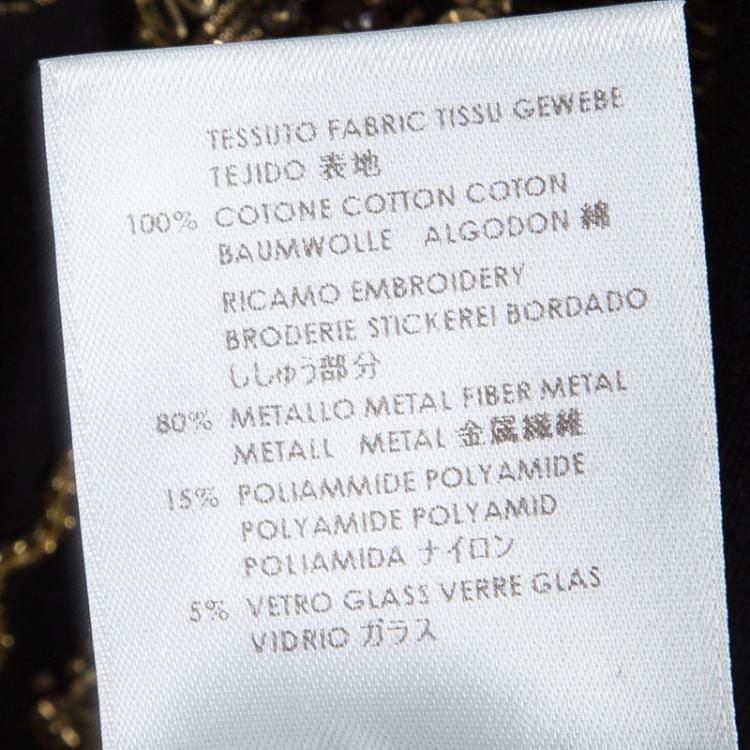 TESSUTO FABRIC TISSU GEWEBE
TEJIDO 表地
100% COTONE COTTON COTON
BAUMWOLLE ALGODON 綿
RICAMO EMBROIDERY
BRODERIE STICKEREI BORDADO
ししゅう部分
80% METALLO METAL FIBER METAL
METALL METAL 金属繊維
15% POLIAMMIDE POLYAMIDE
POLYAMIDE POLYAMID
POLIAMIDA ナイロン
5% VETRO GLASS VERRE GLAS
VIDRIO ガラス